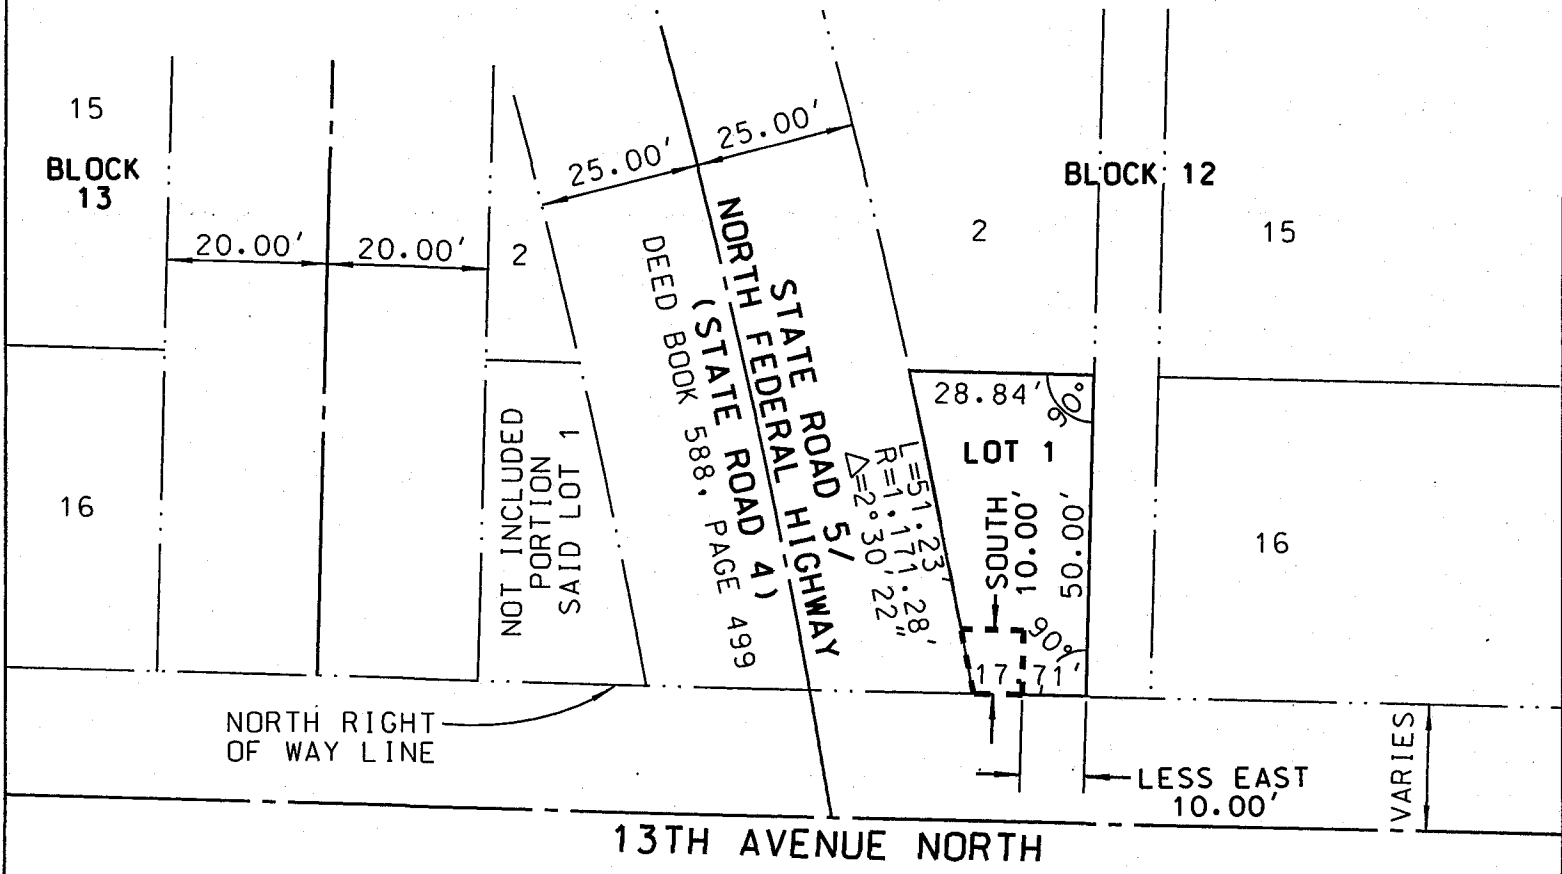 15
BLOCK
13
20.00'
20.00'
2
25.00'
25.00'
BLOCK 12
2
15
STATE ROAD 5/
NORTH FEDERAL HIGHWAY
(STATE ROAD 4)
DEED BOOK 588, PAGE 499
16
NOT INCLUDED
PORTION
SAID LOT 1
L=51.23'
R=1,171.28'
△=2°30'22"
28.84'
90°
LOT 1
SOUTH
10.00'
50.00'
90°
17.71'
16
NORTH RIGHT
OF WAY LINE
LESS EAST
10.00'
VARIES
13TH AVENUE NORTH